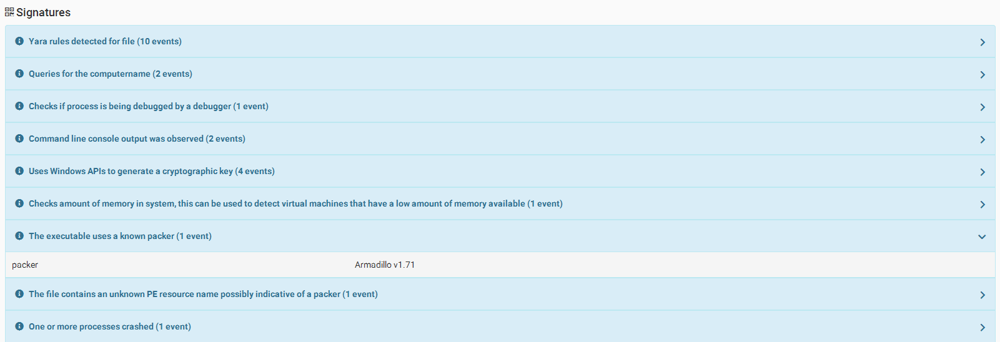 Signatures
Yara rules detected for file (10 events)
Queries for the computername (2 events)
Checks if process is being debugged by a debugger (1 event)
Command line console output was observed (2 events)
Uses Windows APIs to generate a cryptographic key (4 events)
Checks amount of memory in system, this can be used to detect virtual machines that have a low amount of memory available (1 event)
The executable uses a known packer (1 event)
packer Armadillo v1.71
The file contains an unknown PE resource name possibly indicative of a packer (1 event)
One or more processes crashed (1 event)